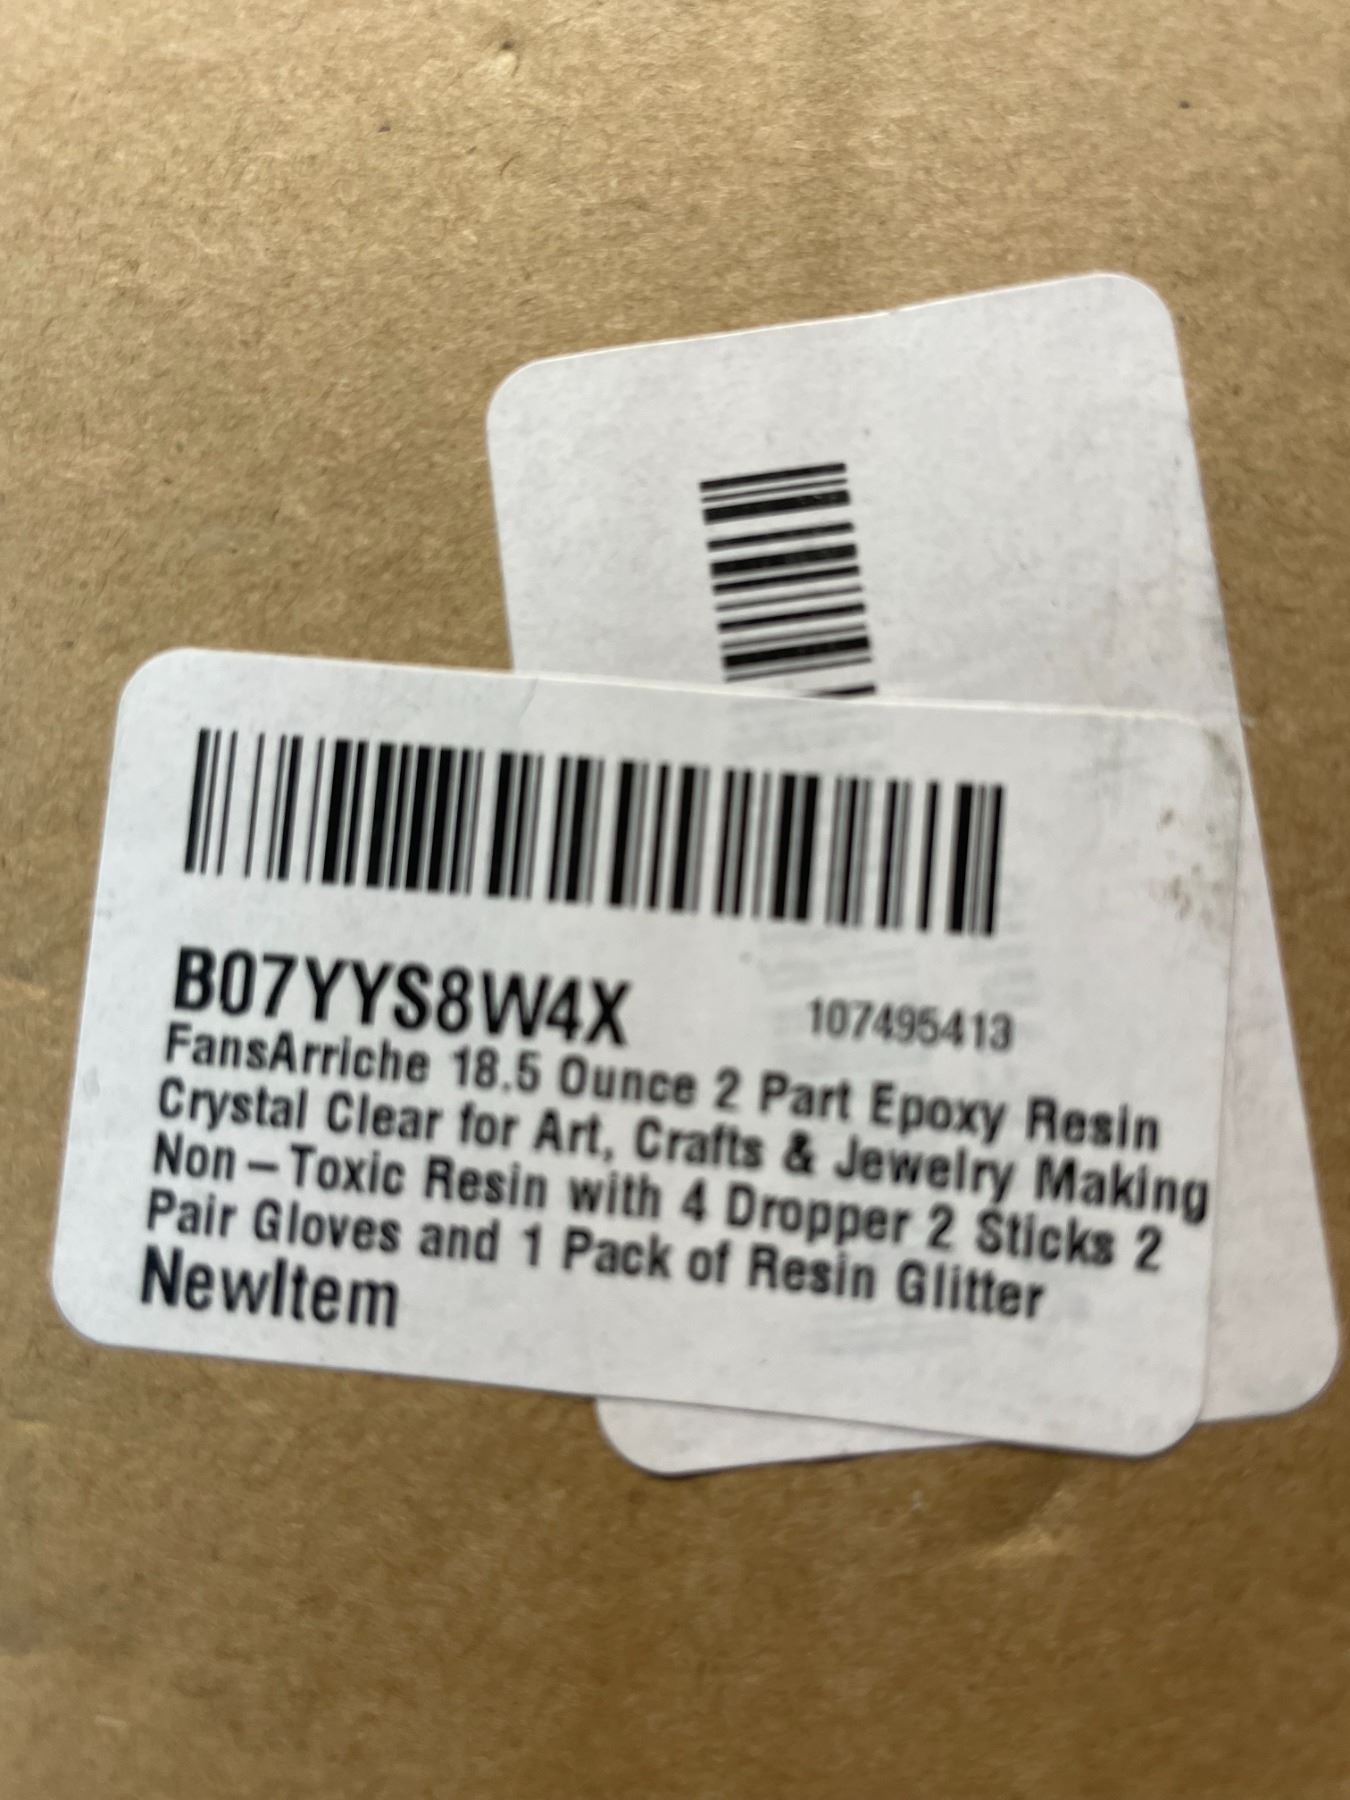 B07YYS8W4X 107495413
FansArriche 18.5 Ounce 2 Part Epoxy Resin
Crystal Clear for Art, Crafts & Jewelry Making
Non-Toxic Resin with 4 Dropper 2 Sticks 2
Pair Gloves and 1 Pack of Resin Glitter
NewItem